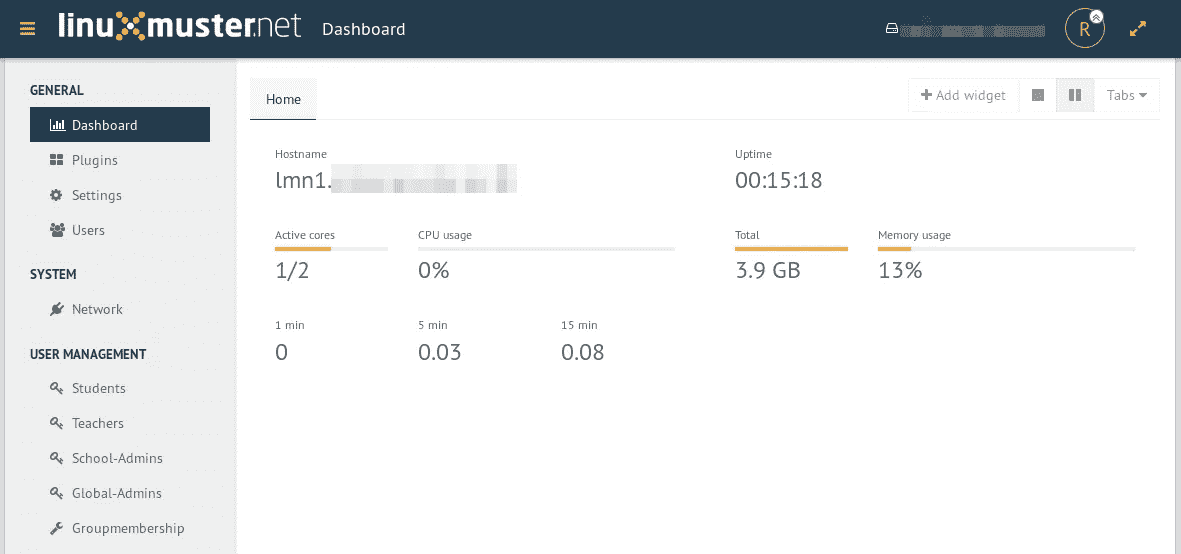 linuxmuster.net Dashboard R
GENERAL
Dashboard
Plugins
Settings
Users
SYSTEM
Network
USER MANAGEMENT
Students
Teachers
School-Admins
Global-Admins
Groupmembership
Home Add widget Tabs
Hostname
lmn1.
Uptime
00:15:18
Active cores
1/2
CPU usage
0%
Total
3.9 GB
Memory usage
13%
1 min
0
5 min
0.03
15 min
0.08